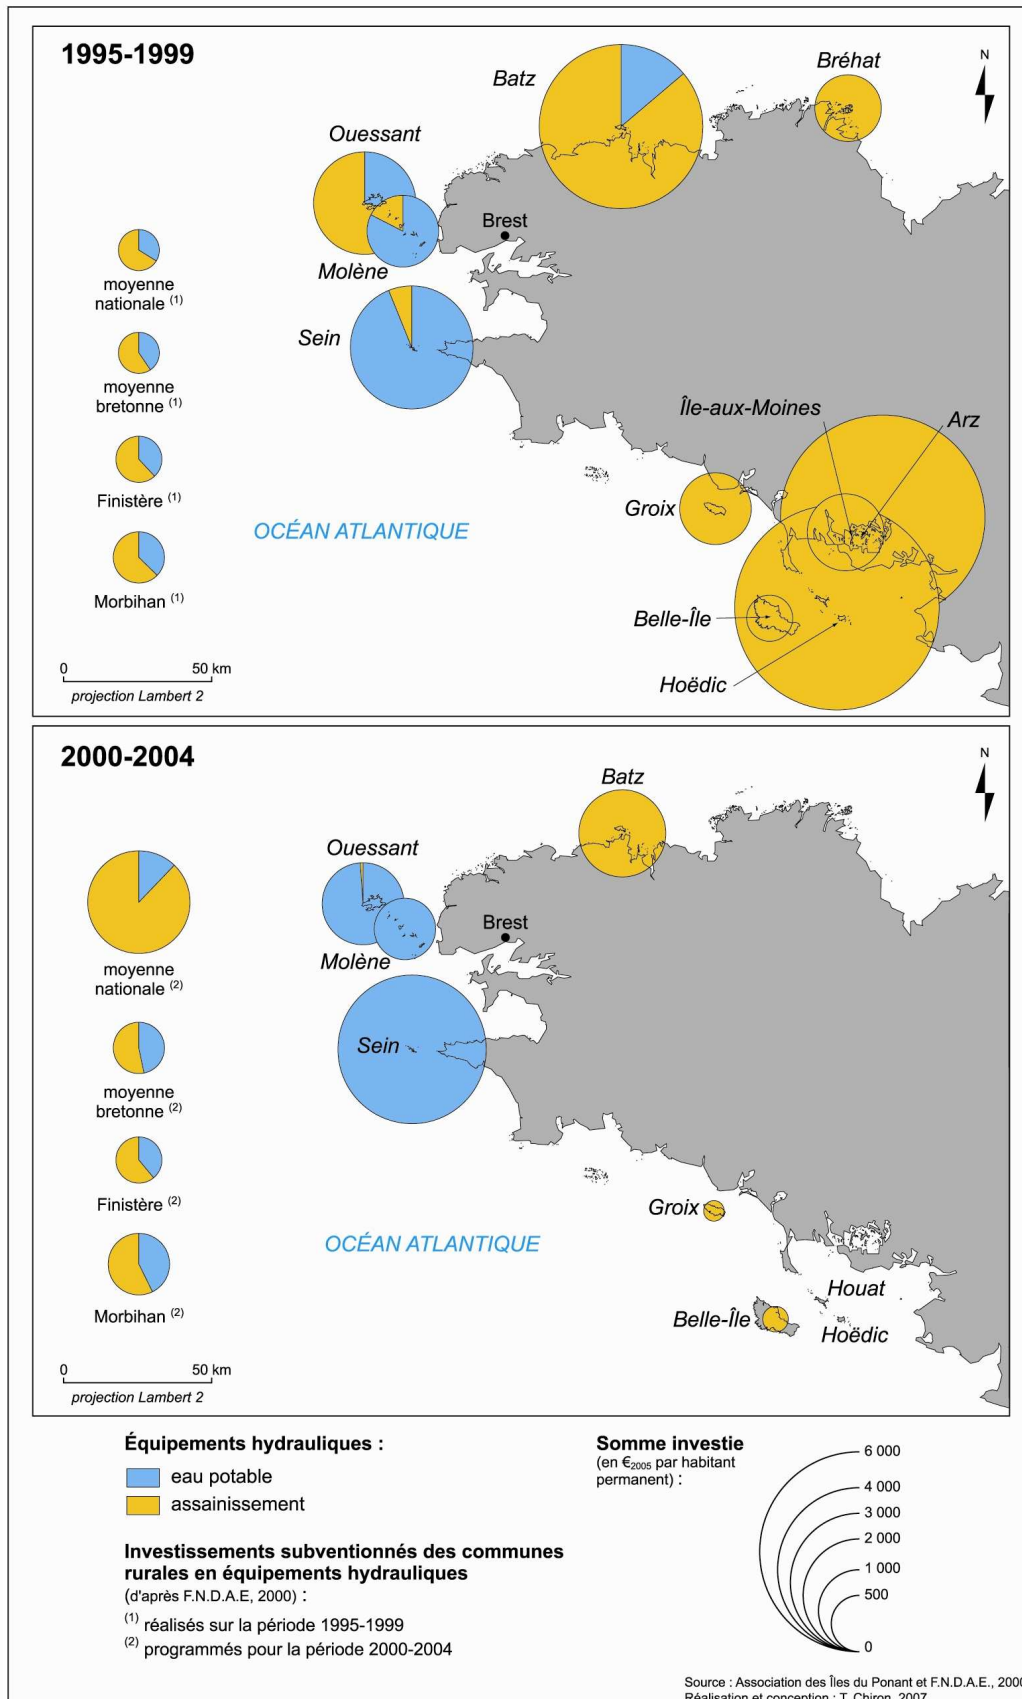 1995-1999
N
Batz
Bréhat
Ouessant
Brest
Molène
moyenne
nationale (1)
Sein
moyenne
bretonne (1)
Île-aux-Moines
Arz
Finistère (1)
Groix
OCÉAN ATLANTIQUE
Morbihan (1)
Belle-Île
0 50 km
Hoëdic
projection Lambert 2
2000-2004
N
Batz
Ouessant
Brest
Molène
moyenne
nationale (2)
Sein
moyenne
bretonne (2)
Finistère (2)
Groix
OCÉAN ATLANTIQUE
Houat
Morbihan (2)
Belle-Île
Hoëdic
0 50 km
projection Lambert 2
Équipements hydrauliques :
eau potable
assainissement
Investissements subventionnés des communes
rurales en équipements hydrauliques
(d'après F.N.D.A.E, 2000) :
(1) réalisés sur la période 1995-1999
(2) programmés pour la période 2000-2004
Somme investie
(en €2005 par habitant
permanent) :
6 000
4 000
3 000
2 000
1 000
500
0
Source : Association des Îles du Ponant et F.N.D.A.E., 2000
Réalisation et conception : T. Chiron, 2007